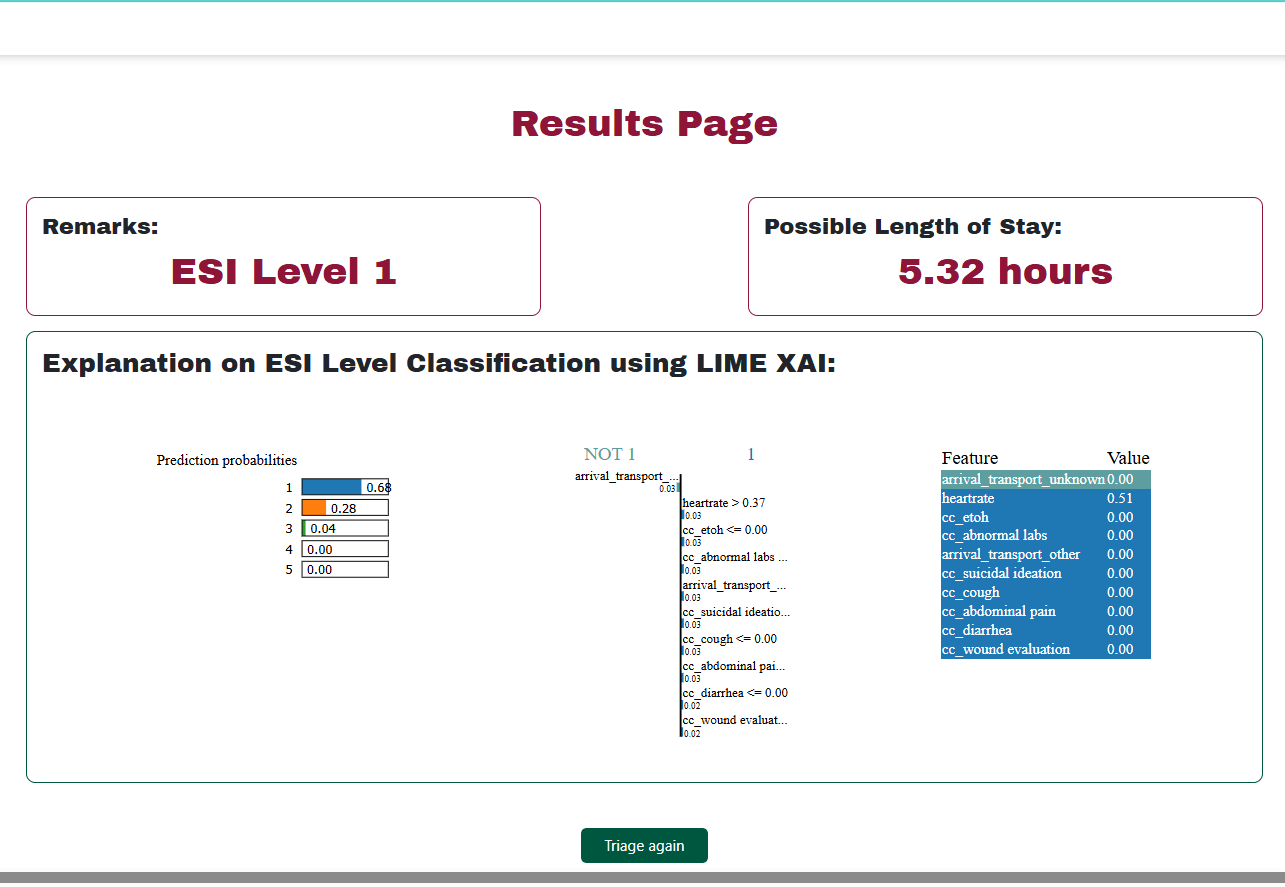 Results Page
Remarks:
ESI Level 1
Possible Length of Stay:
5.32 hours
Explanation on ESI Level Classification using LIME XAI:
Prediction probabilities
1 0.68
2 0.28
3 0.04
4 0.00
5 0.00
NOT 1 1
arrival_transport_...
0.03
heartrate > 0.37
0.03
cc_etoh <= 0.00
0.03
cc_abnormal labs ...
0.03
arrival_transport_...
0.03
cc_suicidal ideatio...
0.03
cc_cough <= 0.00
0.03
cc_abdominal pai...
0.03
cc_diarrhea <= 0.00
0.02
cc_wound evaluat...
0.02
Feature Value
arrival_transport_unknown 0.00
heartrate 0.51
cc_etoh 0.00
cc_abnormal labs 0.00
arrival_transport_other 0.00
cc_suicidal ideation 0.00
cc_cough 0.00
cc_abdominal pain 0.00
cc_diarrhea 0.00
cc_wound evaluation 0.00
Triage again